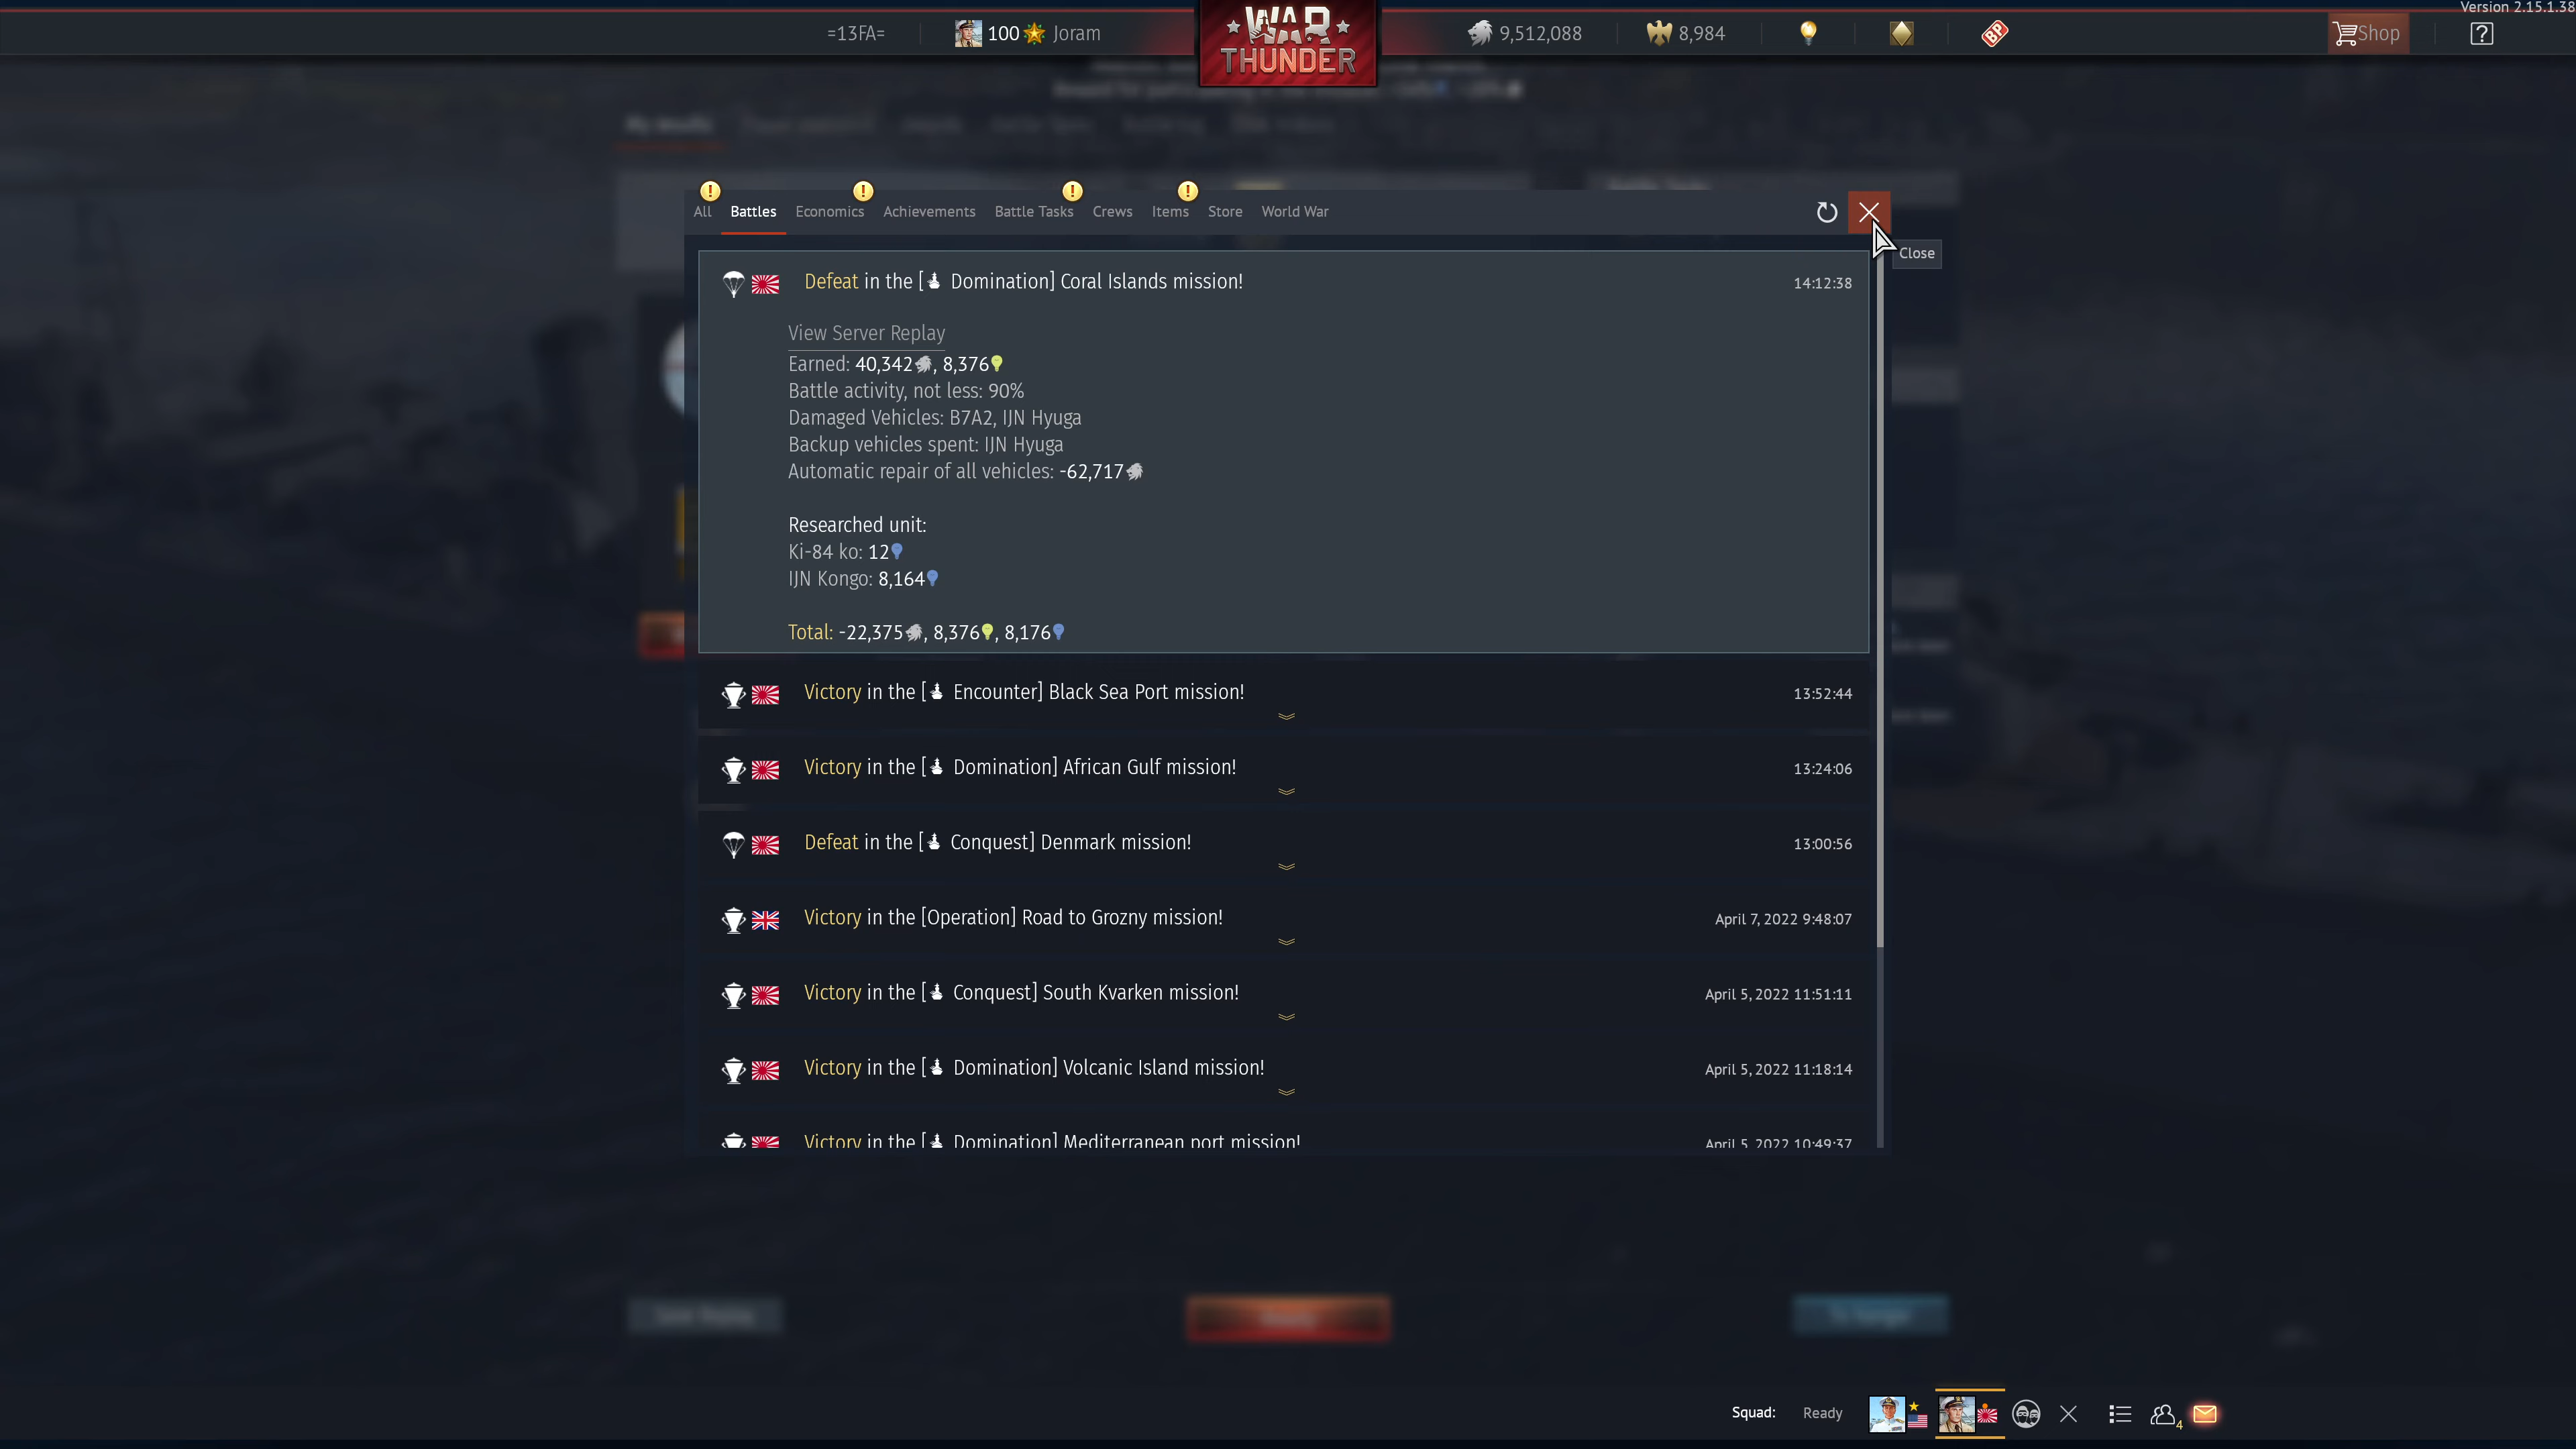 Version 2.15.1.38
=13FA=
100 Joram
WAR THUNDER
9,512,088
8,984
BP
Shop
?
All
Battles
Economics
Achievements
Battle Tasks
Crews
Items
Store
World War
Close
Defeat in the [ Domination] Coral Islands mission!
14:12:38
View Server Replay
Earned: 40,342, 8,376
Battle activity, not less: 90%
Damaged Vehicles: B7A2, IJN Hyuga
Backup vehicles spent: IJN Hyuga
Automatic repair of all vehicles: -62,717
Researched unit:
Ki-84 ko: 12
IJN Kongo: 8,164
Total: -22,375, 8,376, 8,176
Victory in the [ Encounter] Black Sea Port mission!
13:52:44
Victory in the [ Domination] African Gulf mission!
13:24:06
Defeat in the [ Conquest] Denmark mission!
13:00:56
Victory in the [Operation] Road to Grozny mission!
April 7, 2022 9:48:07
Victory in the [ Conquest] South Kvarken mission!
April 5, 2022 11:51:11
Victory in the [ Domination] Volcanic Island mission!
April 5, 2022 11:18:14
Victory in the [ Domination] Mediterranean port mission!
April 5, 2022 10:49:37
Squad:
Ready
4